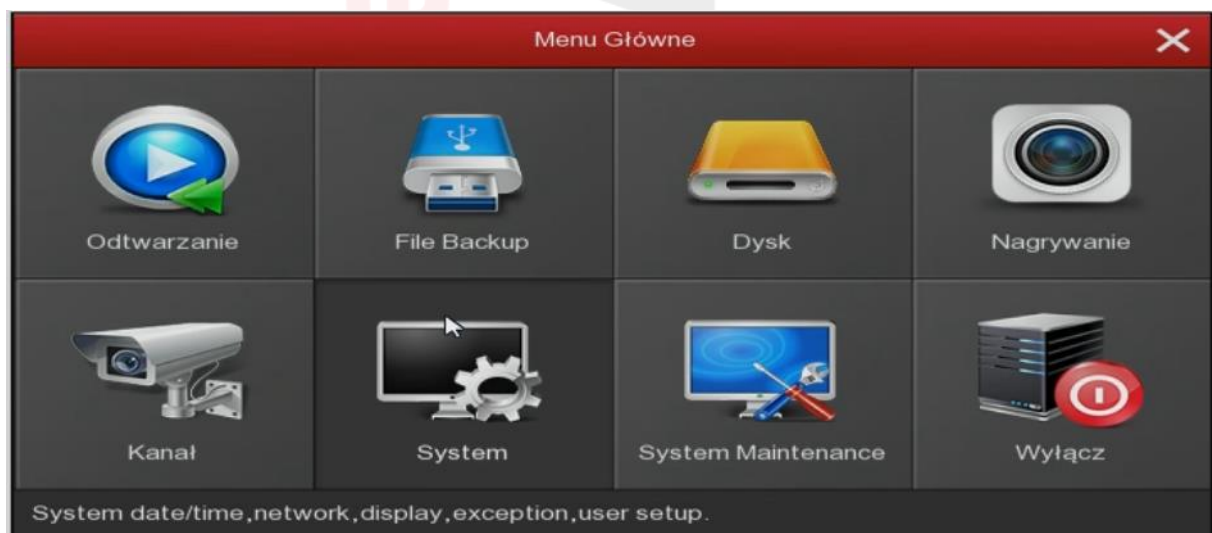 Menu Główne
Odtwarzanie
File Backup
Dysk
Nagrywanie
Kanał
System
System Maintenance
Wyłącz
System date/time,network,display,exception,user setup.